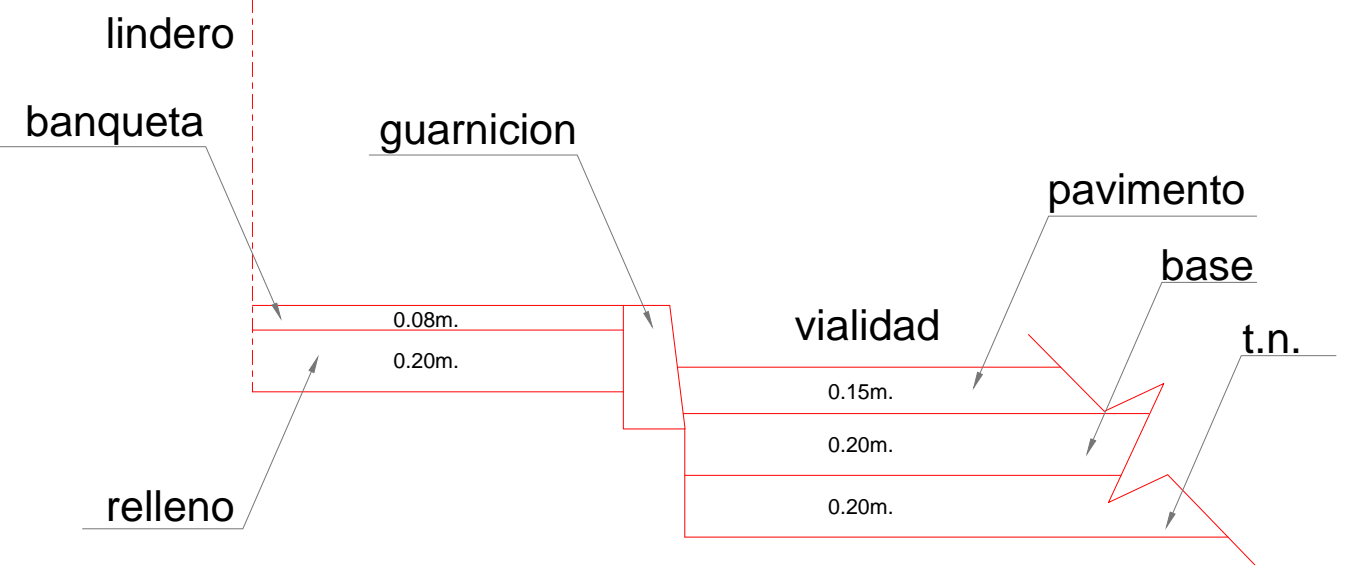 lindero
banqueta
guarnicion
pavimento
base
vialidad
t.n.
0.08m.
0.20m.
0.15m.
0.20m.
0.20m.
relleno